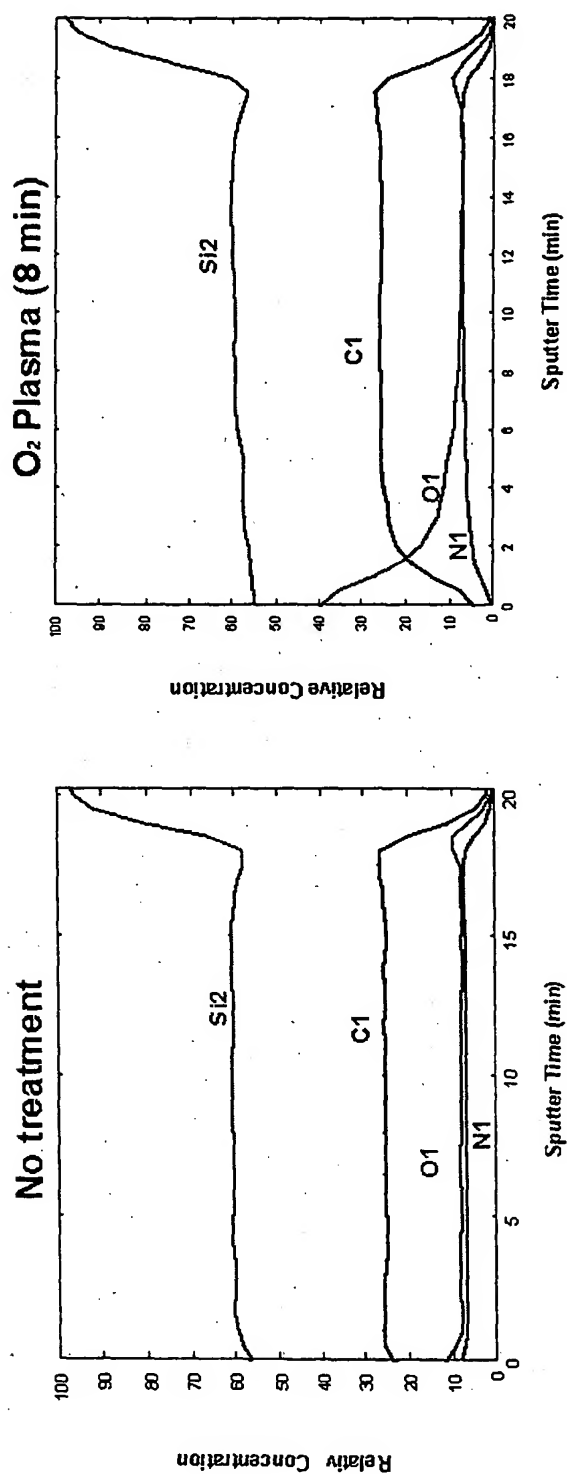 No treatment
Relativ Concentration
100
90
80
70
60
50
40
30
20
10
0
Si2
C1
O1
N1
0
5
10
15
20
Sputter Time (min)
O₂ Plasma (8 min)
Relative Concentration
100
90
80
70
60
50
40
30
20
10
0
Si2
C1
O1
N1
0
2
4
6
8
10
12
14
16
18
20
Sputter Time (min)